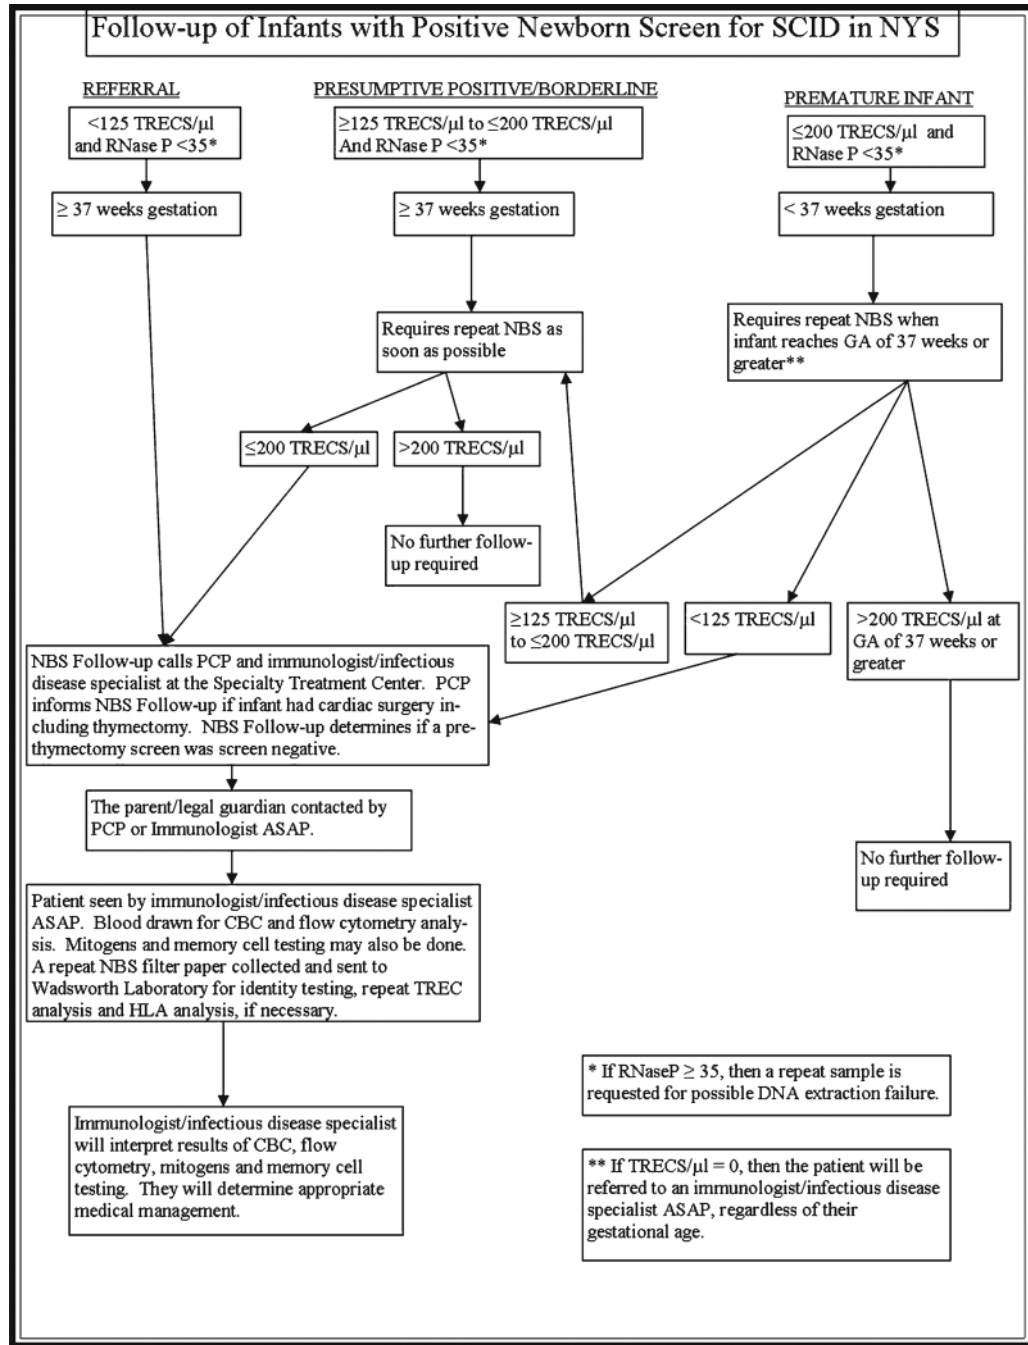 Follow-up of Infants with Positive Newborn Screen for SCID in NYS
REFERRAL
<125 TRECS/µl
and RNase P <35*
≥ 37 weeks gestation
PRESUMPTIVE POSITIVE/BORDERLINE
≥125 TRECS/µl to ≤200 TRECS/µl
And RNase P <35*
≥ 37 weeks gestation
Requires repeat NBS as
soon as possible
≤200 TRECS/µl
>200 TRECS/µl
No further follow-
up required
PREMATURE INFANT
≤200 TRECS/µl and
RNase P <35*
< 37 weeks gestation
Requires repeat NBS when
infant reaches GA of 37 weeks or
greater**
≥125 TRECS/µl
to ≤200 TRECS/µl
<125 TRECS/µl
>200 TRECS/µl at
GA of 37 weeks or
greater
No further follow-
up required
NBS Follow-up calls PCP and immunologist/infectious
disease specialist at the Specialty Treatment Center. PCP
informs NBS Follow-up if infant had cardiac surgery in-
cluding thymectomy. NBS Follow-up determines if a pre-
thymectomy screen was screen negative.
The parent/legal guardian contacted by
PCP or Immunologist ASAP.
Patient seen by immunologist/infectious disease specialist
ASAP. Blood drawn for CBC and flow cytometry analy-
sis. Mitogens and memory cell testing may also be done.
A repeat NBS filter paper collected and sent to
Wadsworth Laboratory for identity testing, repeat TREC
analysis and HLA analysis, if necessary.
Immunologist/infectious disease specialist
will interpret results of CBC, flow
cytometry, mitogens and memory cell
testing. They will determine appropriate
medical management.
* If RNaseP ≥ 35, then a repeat sample is
requested for possible DNA extraction failure.
** If TRECS/µl = 0, then the patient will be
referred to an immunologist/infectious disease
specialist ASAP, regardless of their
gestational age.